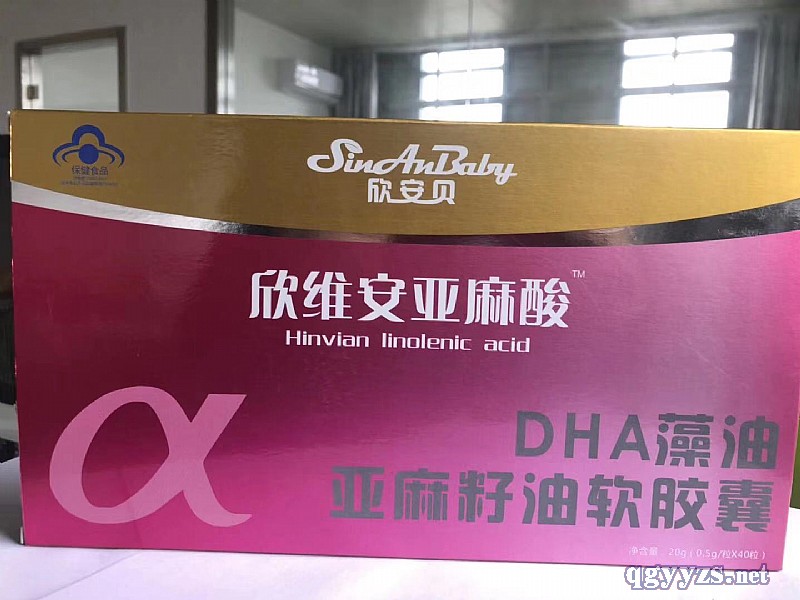 保健食品
SinAnBaby
欣安贝
欣维安亚麻酸™
Hinvian linolenic acid
α
DHA藻油
亚麻籽油软胶囊
净含量：20g（0.5g/粒X40粒）
qgyyzs.net